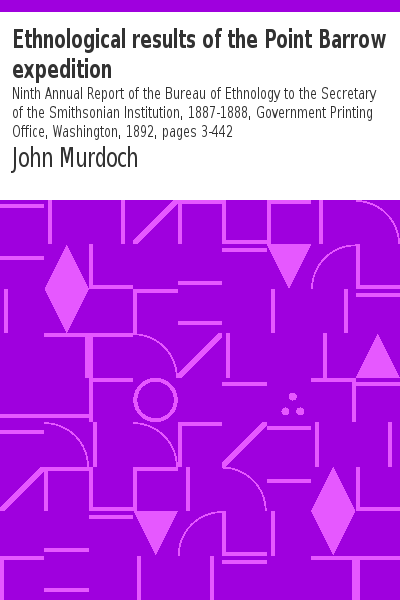 Ethnological results of the Point Barrow
expedition
Ninth Annual Report of the Bureau of Ethnology to the Secretary
of the Smithsonian Institution, 1887-1888, Government Printing
Office, Washington, 1892, pages 3-442
John Murdoch